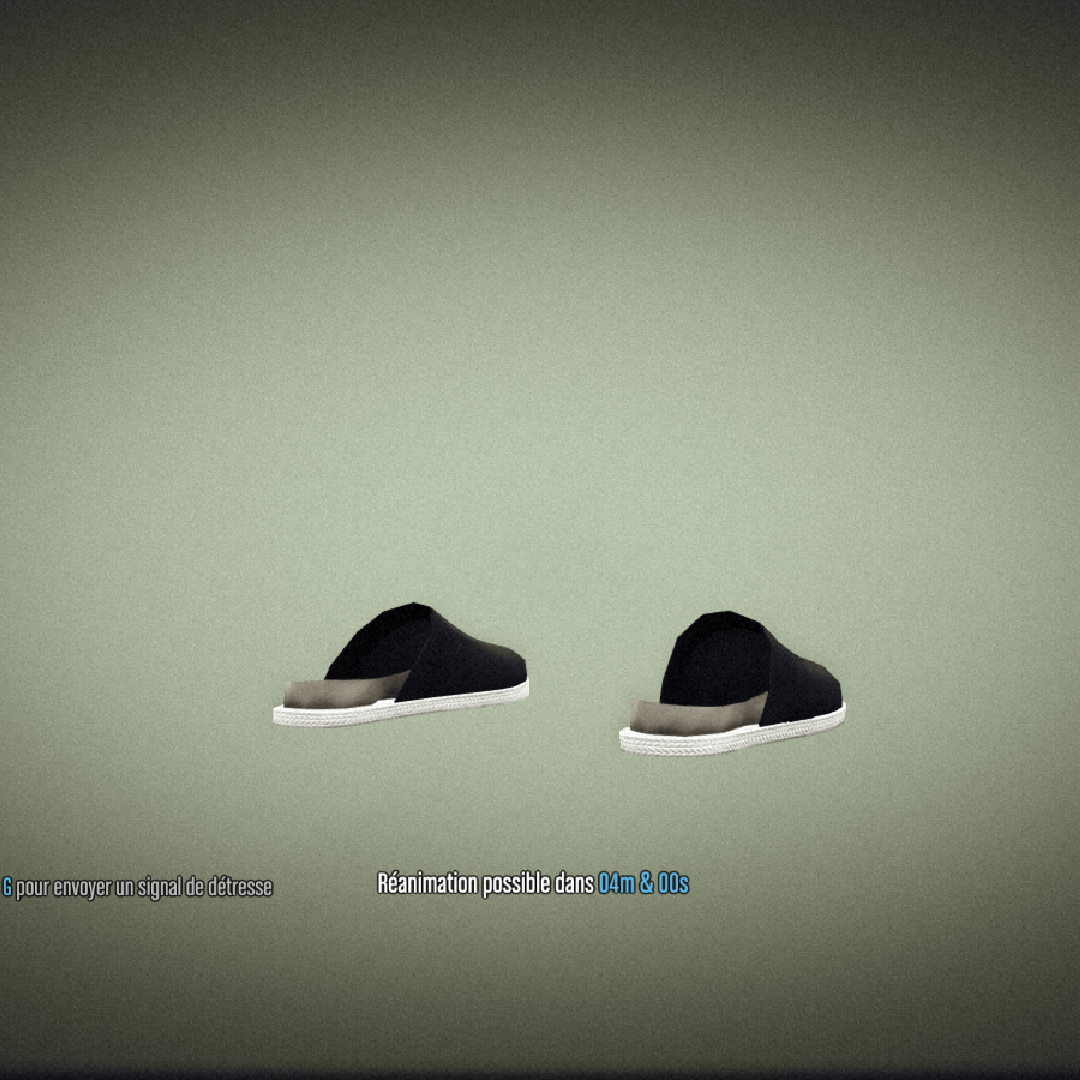 G pour envoyer un signal de détresse
Réanimation possible dans 04m & 00s